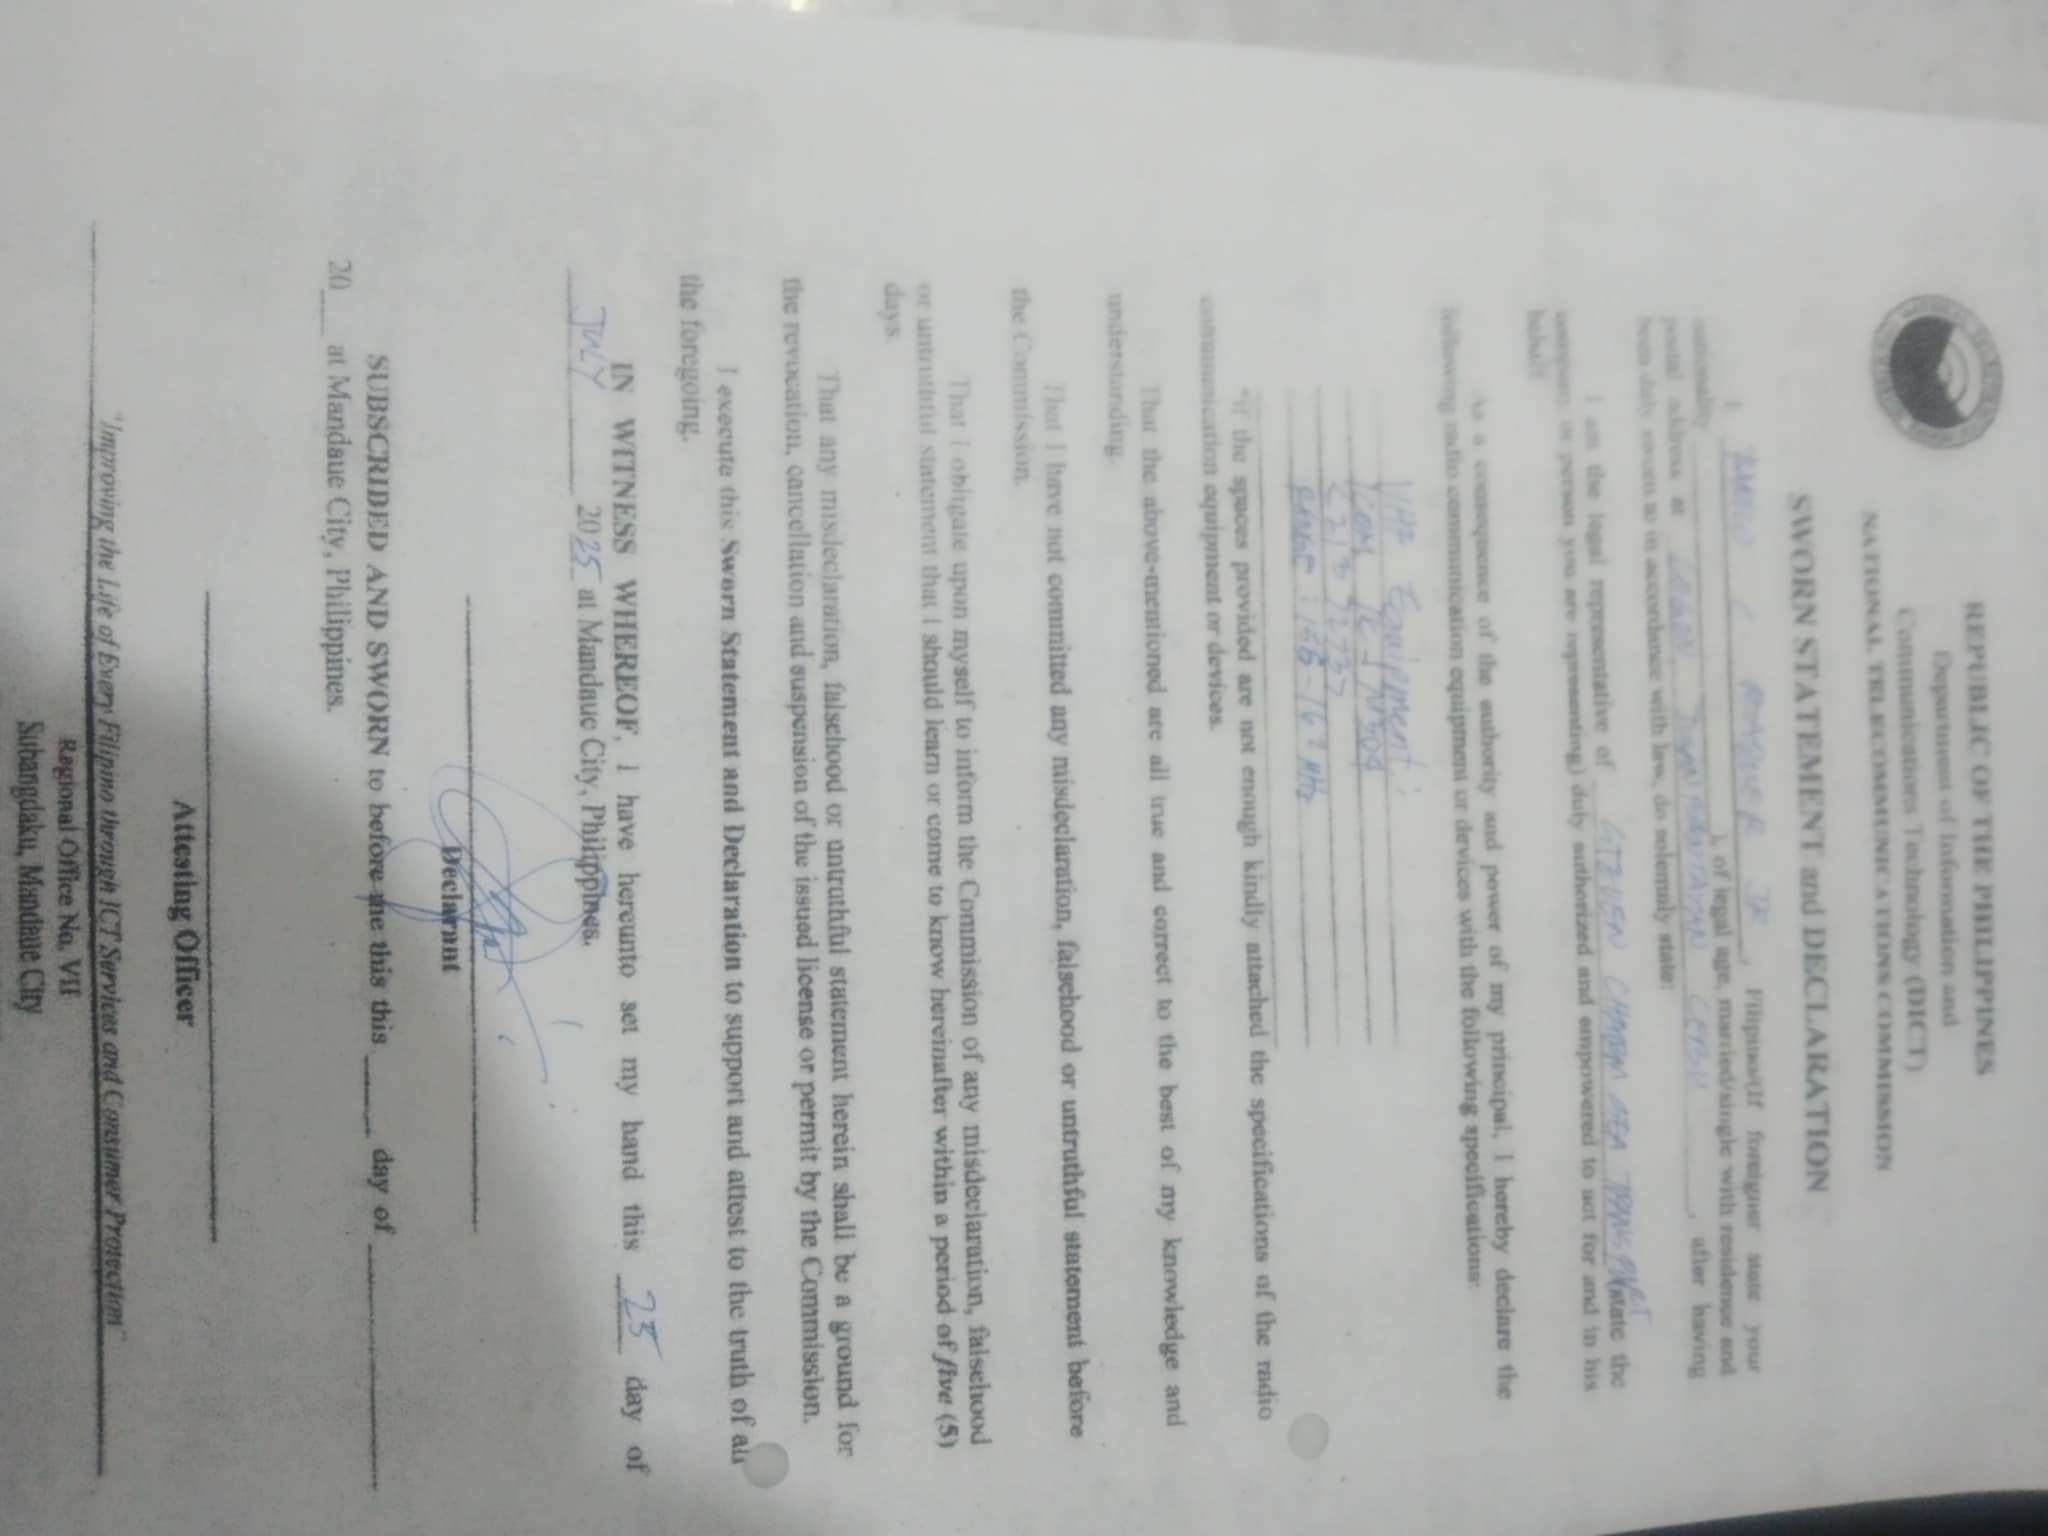 REPUBLIC OF THE PHILIPPINES
Department of Information and
Communications Technology (DICT)
NATIONAL TELECOMMUNICATIONS COMMISSION
SWORN STATEMENT and DECLARATION
I, C JR, Filipino(If foreigner state your
nationality , of legal age, married/single with residence and
postal address at CEBU, after having
been duly sworn to in accordance with law, do solemnly state:
I am the legal representative of CHARM SEA TRANSPORT (state the
company or person you are representing) duly authorized and empowered to act for and in his
behalf.
As a consequence of the authority and power of my principal, I hereby declare the
following radio communication equipment or devices with the following specifications:
VHF Equipment:
ICOM IC-
RANGE: 156-
*If the spaces provided are not enough kindly attached the specifications of the radio
communication equipment or devices.
That the above-mentioned are all true and correct to the best of my knowledge and
understanding.
That I have not committed any misdeclaration, falsehood or untruthful statement before
the Commission.
That I obligate upon myself to inform the Commission of any misdeclaration, falsehood
or untruthful statement that I should learn or come to know hereinafter within a period of five (5)
days.
That any misdeclaration, falsehood or untruthful statement herein shall be a ground for
the revocation, cancellation and suspension of the issued license or permit by the Commission.
I execute this Sworn Statement and Declaration to support and attest to the truth of all
the foregoing.
IN WITNESS WHEREOF, I have hereunto set my hand this 25 day of
JULY 2025 at Mandaue City, Philippines.
Declarant
SUBSCRIDED AND SWORN to before me this this ____ day of ____
20___ at Mandaue City, Philippines.
Attesting Officer
"Improving the Life of Every Filipino through ICT Services and Consumer Protection"
Regional Office No. VII
Subangdaku, Mandaue City